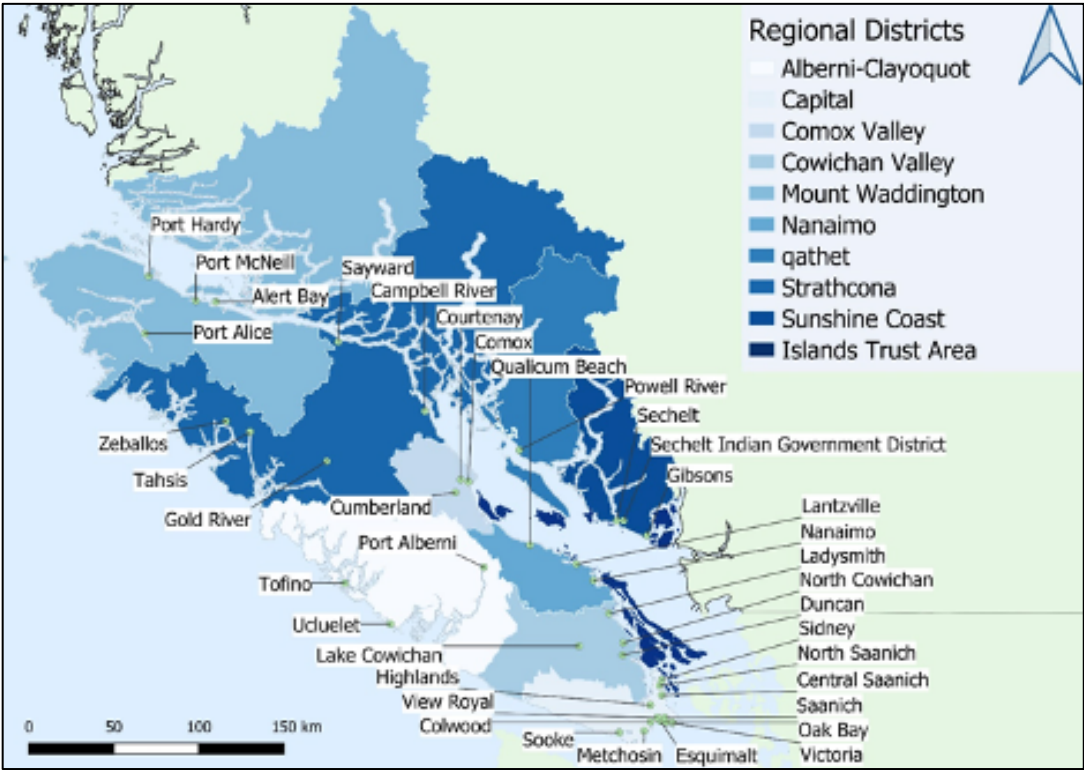 Regional Districts
Alberni-Clayoquot
Capital
Comox Valley
Cowichan Valley
Mount Waddington
Nanaimo
qathet
Strathcona
Sunshine Coast
Islands Trust Area
Port Hardy
Port McNeill
Sayward
Alert Bay
Campbell River
Courtenay
Port Alice
Comox
Qualicum Beach
Powell River
Sechelt
Zeballos
Sechelt Indian Government District
Tahsis
Gibsons
Gold River
Cumberland
Lantzville
Nanaimo
Port Alberni
Ladysmith
Tofino
North Cowichan
Duncan
Ucluelet
Sidney
Lake Cowichan
North Saanich
Highlands
Central Saanich
View Royal
Saanich
Colwood
Oak Bay
Sooke
Metchosin
Esquimalt
Victoria
0 50 100 150 km